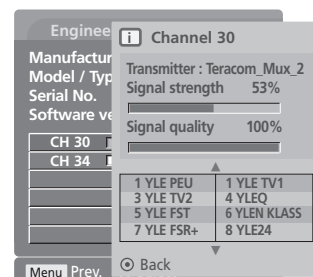 Enginee
Manufactur
Model / Typ
Serial No.
Software ve
CH 30
CH 34
Menu Prev.
i Channel 30
Transmitter : Teracom_Mux_2
Signal strength 53%
Signal quality 100%
1 YLE PEU 1 YLE TV1
3 YLE TV2 4 YLEQ
5 YLE FST 6 YLEN KLASS
7 YLE FSR+ 8 YLE24
Back